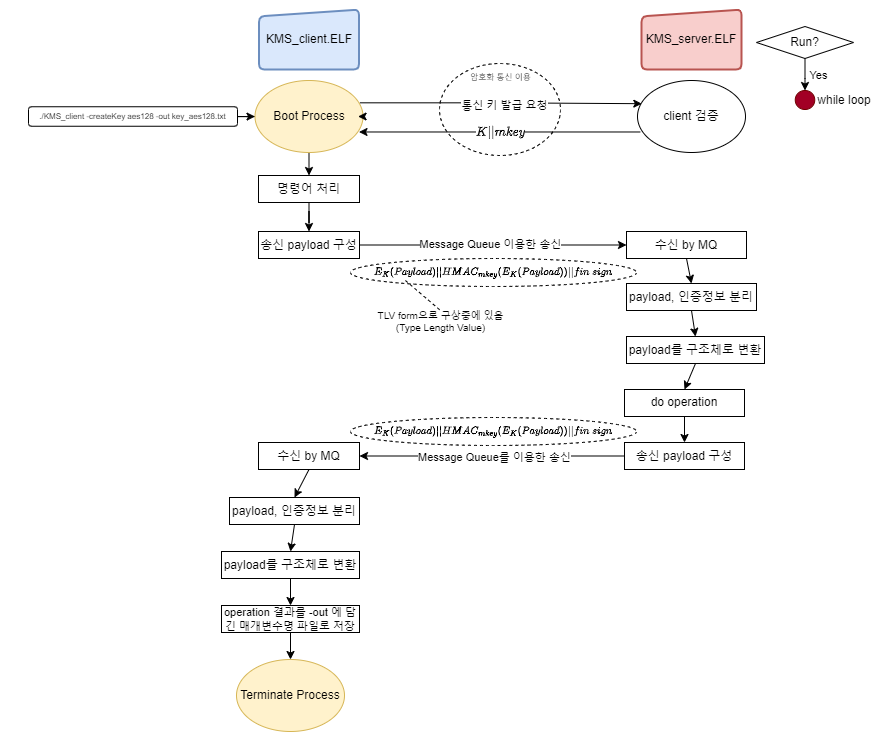 KMS_client.ELF
KMS_server.ELF
Run?
Yes
while loop
암호화 통신 이용
통신 키 발급 요청
K||mkey
./KMS_client -createKey aes128 -out key_aes128.txt
Boot Process
client 검증
명령어 처리
송신 payload 구성
Message Queue 이용한 송신
수신 by MQ
E_K(Payload)||HMAC_mkey(E_K(Payload))||fin sign
TLV form으로 구상중에 있음
(Type Length Value)
payload, 인증정보 분리
payload를 구조체로 변환
do operation
E_K(Payload)||HMAC_mkey(E_K(Payload))||fin sign
수신 by MQ
Message Queue를 이용한 송신
송신 payload 구성
payload, 인증정보 분리
payload를 구조체로 변환
operation 결과를 -out 에 담
긴 매개변수명 파일로 저장
Terminate Process